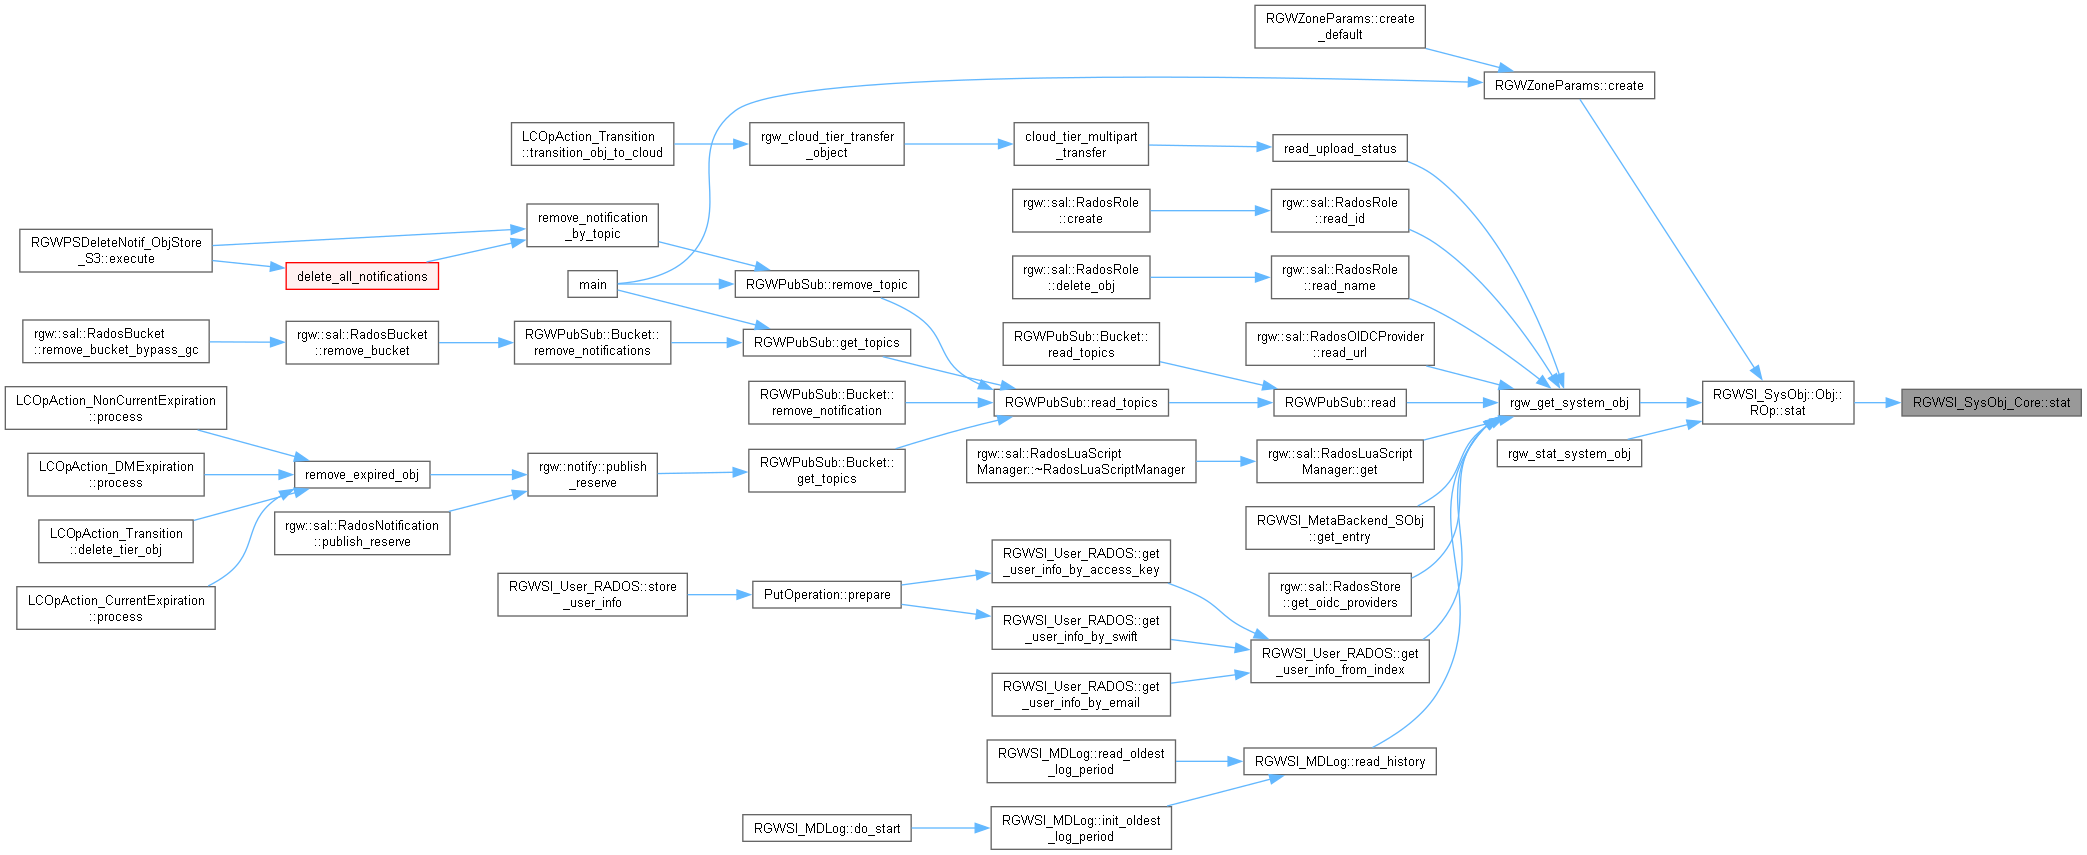 RGWZoneParams::create
_default
RGWZoneParams::create
LCOpAction_Transition
::transition_obj_to_cloud
rgw_cloud_tier_transfer
_object
cloud_tier_multipart
_transfer
read_upload_status
rgw::sal::RadosRole
::create
rgw::sal::RadosRole
::read_id
remove_notification
_by_topic
RGWPSDeleteNotif_ObjStore
_S3::execute
delete_all_notifications
main
RGWPubSub::remove_topic
rgw::sal::RadosRole
::delete_obj
rgw::sal::RadosRole
::read_name
rgw::sal::RadosBucket
::remove_bucket_bypass_gc
rgw::sal::RadosBucket
::remove_bucket
RGWPubSub::Bucket::
remove_notifications
RGWPubSub::get_topics
RGWPubSub::Bucket::
read_topics
rgw::sal::RadosOIDCProvider
::read_url
LCOpAction_NonCurrentExpiration
::process
RGWPubSub::Bucket::
remove_notification
RGWPubSub::read_topics
RGWPubSub::read
rgw_get_system_obj
RGWSI_SysObj::Obj::
ROp::stat
RGWSI_SysObj_Core::stat
LCOpAction_DMExpiration
::process
remove_expired_obj
rgw::notify::publish
_reserve
RGWPubSub::Bucket::
get_topics
rgw::sal::RadosLuaScript
Manager::~RadosLuaScriptManager
rgw::sal::RadosLuaScript
Manager::get
rgw_stat_system_obj
LCOpAction_Transition
::delete_tier_obj
rgw::sal::RadosNotification
::publish_reserve
RGWSI_MetaBackend_SObj
::get_entry
LCOpAction_CurrentExpiration
::process
RGWSI_User_RADOS::store
_user_info
PutOperation::prepare
RGWSI_User_RADOS::get
_user_info_by_access_key
rgw::sal::RadosStore
::get_oidc_providers
RGWSI_User_RADOS::get
_user_info_by_swift
RGWSI_User_RADOS::get
_user_info_from_index
RGWSI_User_RADOS::get
_user_info_by_email
RGWSI_MDLog::read_oldest
_log_period
RGWSI_MDLog::read_history
RGWSI_MDLog::do_start
RGWSI_MDLog::init_oldest
_log_period